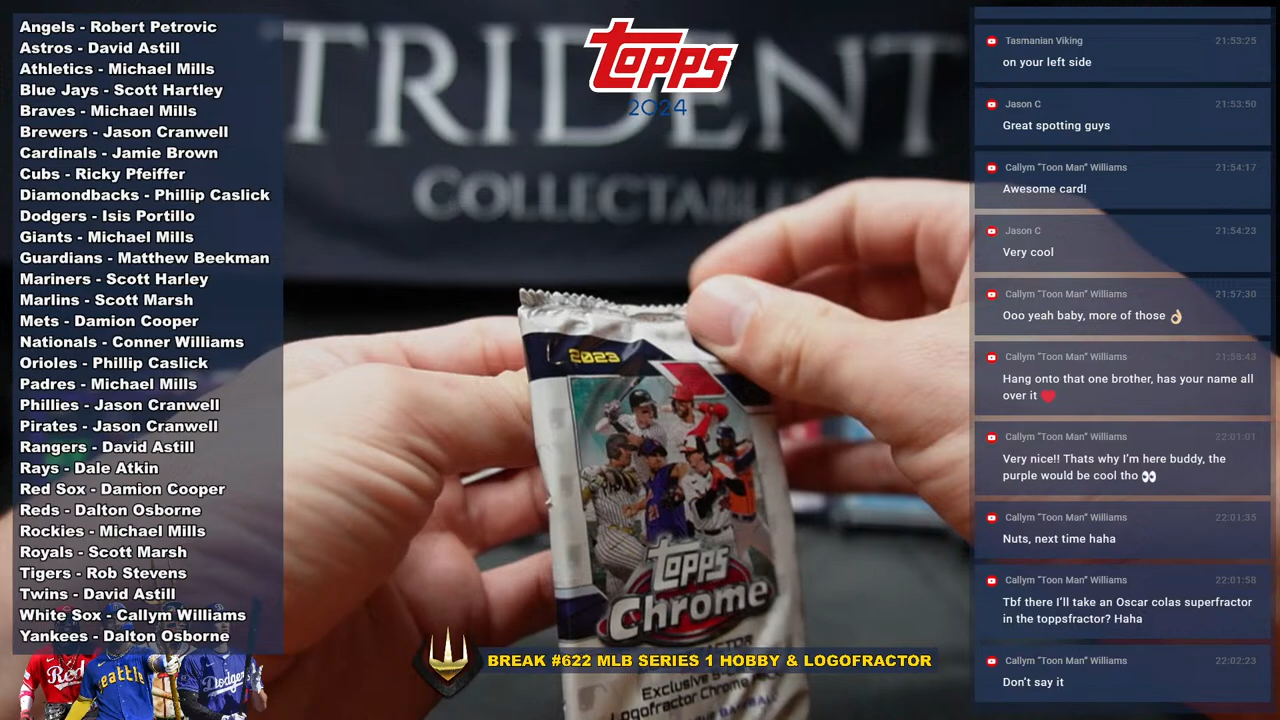 Angels - Robert Petrovic
Astros - David Astill
Athletics - Michael Mills
Blue Jays - Scott Hartley
Braves - Michael Mills
Brewers - Jason Cranwell
Cardinals - Jamie Brown
Cubs - Ricky Pfeiffer
Diamondbacks - Phillip Caslick
Dodgers - Isis Portillo
Giants - Michael Mills
Guardians - Matthew Beekman
Mariners - Scott Harley
Marlins - Scott Marsh
Mets - Damion Cooper
Nationals - Conner Williams
Orioles - Phillip Caslick
Padres - Michael Mills
Phillies - Jason Cranwell
Pirates - Jason Cranwell
Rangers - David Astill
Rays - Dale Atkin
Red Sox - Damion Cooper
Reds - Dalton Osborne
Rockies - Michael Mills
Royals - Scott Marsh
Tigers - Rob Stevens
Twins - David Astill
White Sox - Callym Williams
Yankees - Dalton Osborne
Reds
Seattle
Dodgers
TRIDENT
COLLECTABLES
Topps
2024
2023
Topps
Chrome
Exclusive
Logofractor Chrome
BASEBALL
BREAK #622 MLB SERIES 1 HOBBY & LOGOFRACTOR
Tasmanian Viking 21:53:25
on your left side
Jason C 21:53:50
Great spotting guys
Callym “Toon Man” Williams 21:54:17
Awesome card!
Jason C 21:54:23
Very cool
Callym “Toon Man” Williams 21:57:30
Ooo yeah baby, more of those 👌🏼
Callym “Toon Man” Williams 21:58:43
Hang onto that one brother, has your name all
over it ❤️
Callym “Toon Man” Williams 22:01:01
Very nice!! Thats why I’m here buddy, the
purple would be cool tho 👀
Callym “Toon Man” Williams 22:01:35
Nuts, next time haha
Callym “Toon Man” Williams 22:01:58
Tbf there I’ll take an Oscar colas superfractor
in the toppsfractor? Haha
Callym “Toon Man” Williams 22:02:23
Don’t say it